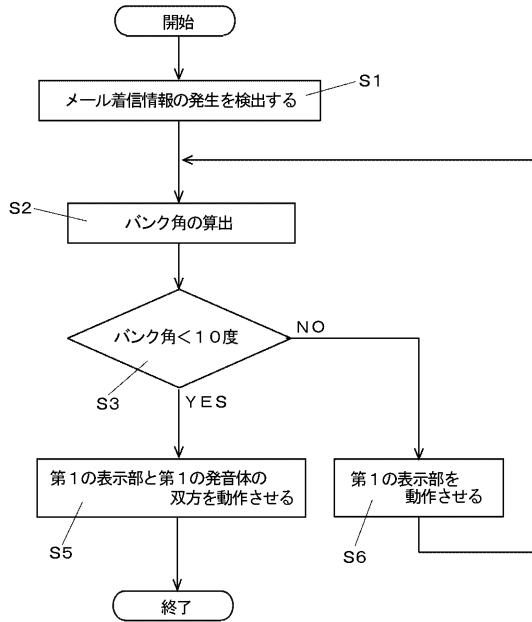 開始
メール着信情報の発生を検出する
S1
S2
バンク角の算出
バンク角<10度
NO
S3
YES
第1の表示部と第1の発音体の
双方を動作させる
第1の表示部を
動作させる
S5
S6
終了